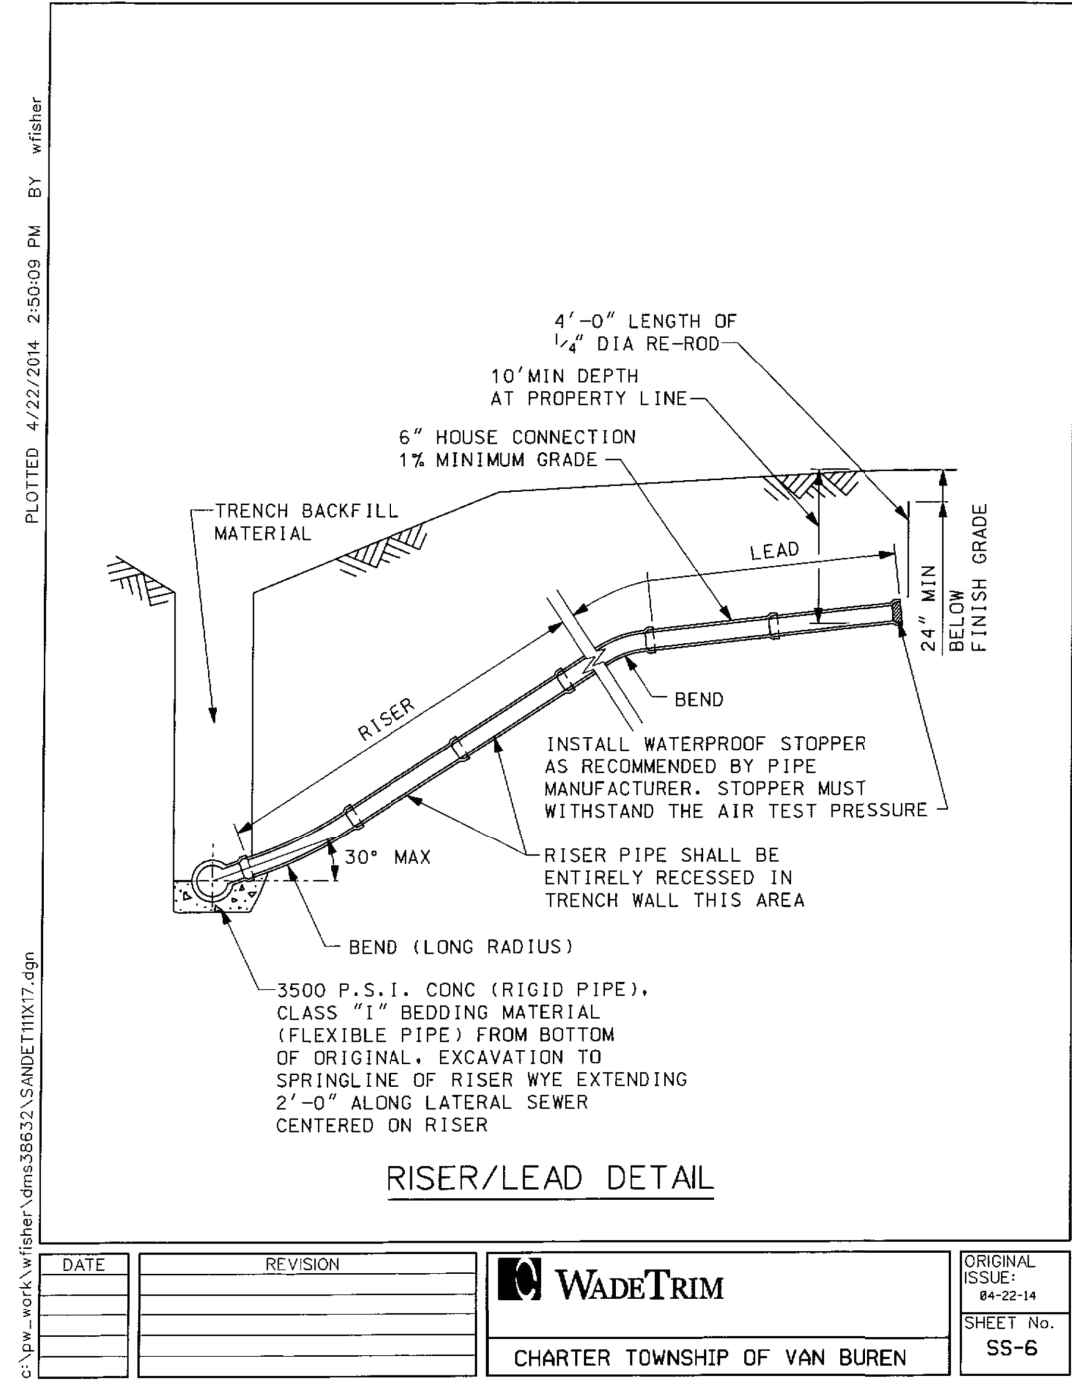 PLOTTED 4/22/2014 2:50:09 PM BY wfisher
c:\pw_work\wfisher\dms38632\SANDET111X17.dgn
4'-0" LENGTH OF
1/4" DIA RE-ROD
10'MIN DEPTH
AT PROPERTY LINE
6" HOUSE CONNECTION
1% MINIMUM GRADE
TRENCH BACKFILL
MATERIAL
LEAD
24" MIN
BELOW
FINISH GRADE
RISER
BEND
INSTALL WATERPROOF STOPPER
AS RECOMMENDED BY PIPE
MANUFACTURER. STOPPER MUST
WITHSTAND THE AIR TEST PRESSURE
30° MAX
RISER PIPE SHALL BE
ENTIRELY RECESSED IN
TRENCH WALL THIS AREA
BEND (LONG RADIUS)
3500 P.S.I. CONC (RIGID PIPE),
CLASS "I" BEDDING MATERIAL
(FLEXIBLE PIPE) FROM BOTTOM
OF ORIGINAL, EXCAVATION TO
SPRINGLINE OF RISER WYE EXTENDING
2'-0" ALONG LATERAL SEWER
CENTERED ON RISER
RISER/LEAD DETAIL
DATE
REVISION
WADETRIM
CHARTER TOWNSHIP OF VAN BUREN
ORIGINAL
ISSUE:
04-22-14
SHEET No.
SS-6